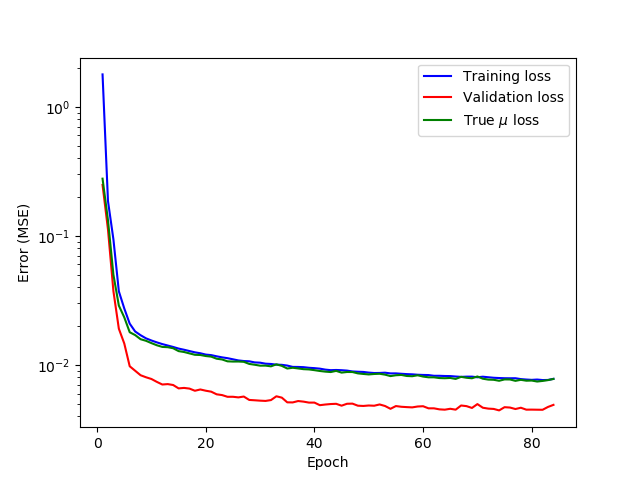 Training loss
Validation loss
True μ loss
10⁰
10⁻¹
10⁻²
Error (MSE)
0 20 40 60 80
Epoch